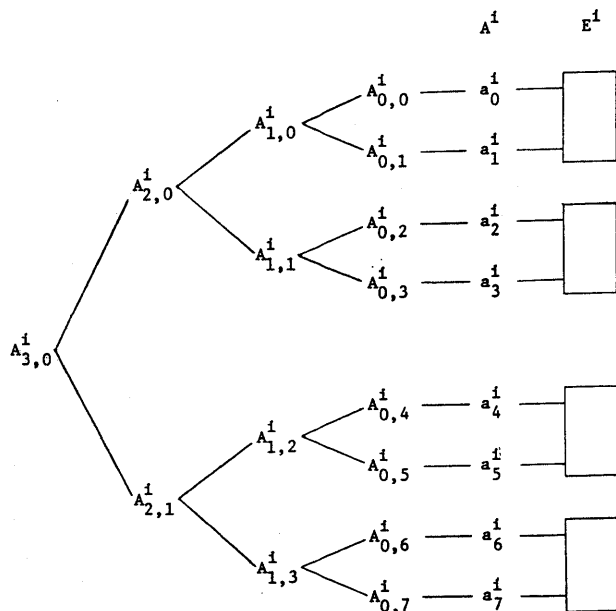 A^i E^i
A^i_{0,0} a^i_0
A^i_{1,0}
A^i_{0,1} a^i_1
A^i_{2,0}
A^i_{0,2} a^i_2
A^i_{1,1}
A^i_{0,3} a^i_3
A^i_{3,0}
A^i_{0,4} a^i_4
A^i_{1,2}
A^i_{0,5} a^i_5
A^i_{2,1}
A^i_{0,6} a^i_6
A^i_{1,3}
A^i_{0,7} a^i_7